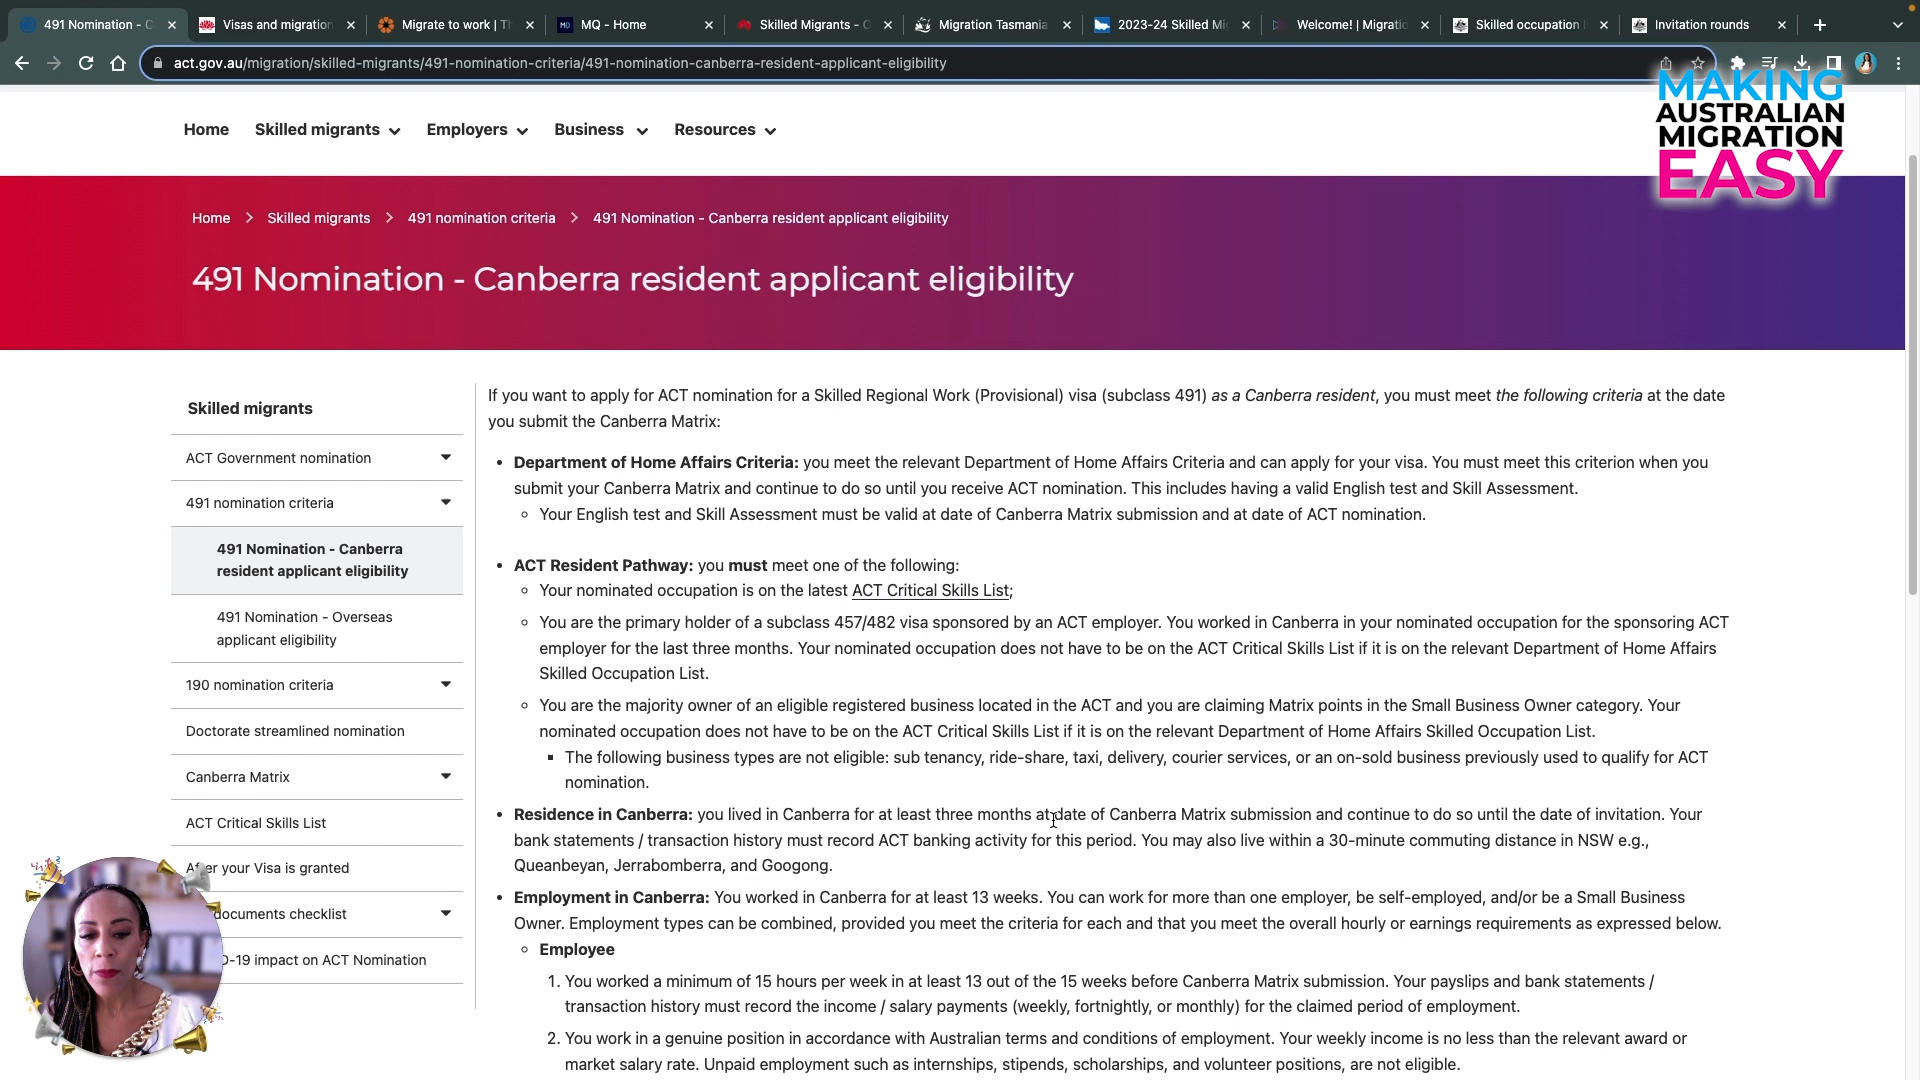 491 Nomination - C
Visas and migration
Migrate to work | Th
MQ - Home
Skilled Migrants - O
Migration Tasmania
2023-24 Skilled Mi
Welcome! | Migratio
Skilled occupation l
Invitation rounds
act.gov.au/migration/skilled-migrants/491-nomination-criteria/491-nomination-canberra-resident-applicant-eligibility
MAKING
AUSTRALIAN
MIGRATION
EASY
Home
Skilled migrants
Employers
Business
Resources
Home > Skilled migrants > 491 nomination criteria > 491 Nomination - Canberra resident applicant eligibility
491 Nomination - Canberra resident applicant eligibility
Skilled migrants
ACT Government nomination
491 nomination criteria
491 Nomination - Canberra
resident applicant eligibility
491 Nomination - Overseas
applicant eligibility
190 nomination criteria
Doctorate streamlined nomination
Canberra Matrix
ACT Critical Skills List
After your Visa is granted
documents checklist
D-19 impact on ACT Nomination
If you want to apply for ACT nomination for a Skilled Regional Work (Provisional) visa (subclass 491) as a Canberra resident, you must meet the following criteria at the date
you submit the Canberra Matrix:
• Department of Home Affairs Criteria: you meet the relevant Department of Home Affairs Criteria and can apply for your visa. You must meet this criterion when you
submit your Canberra Matrix and continue to do so until you receive ACT nomination. This includes having a valid English test and Skill Assessment.
◦ Your English test and Skill Assessment must be valid at date of Canberra Matrix submission and at date of ACT nomination.
• ACT Resident Pathway: you must meet one of the following:
◦ Your nominated occupation is on the latest ACT Critical Skills List;
◦ You are the primary holder of a subclass 457/482 visa sponsored by an ACT employer. You worked in Canberra in your nominated occupation for the sponsoring ACT
employer for the last three months. Your nominated occupation does not have to be on the ACT Critical Skills List if it is on the relevant Department of Home Affairs
Skilled Occupation List.
◦ You are the majority owner of an eligible registered business located in the ACT and you are claiming Matrix points in the Small Business Owner category. Your
nominated occupation does not have to be on the ACT Critical Skills List if it is on the relevant Department of Home Affairs Skilled Occupation List.
▪ The following business types are not eligible: sub tenancy, ride-share, taxi, delivery, courier services, or an on-sold business previously used to qualify for ACT
nomination.
• Residence in Canberra: you lived in Canberra for at least three months at date of Canberra Matrix submission and continue to do so until the date of invitation. Your
bank statements / transaction history must record ACT banking activity for this period. You may also live within a 30-minute commuting distance in NSW e.g.,
Queanbeyan, Jerrabomberra, and Googong.
• Employment in Canberra: You worked in Canberra for at least 13 weeks. You can work for more than one employer, be self-employed, and/or be a Small Business
Owner. Employment types can be combined, provided you meet the criteria for each and that you meet the overall hourly or earnings requirements as expressed below.
◦ Employee
1. You worked a minimum of 15 hours per week in at least 13 out of the 15 weeks before Canberra Matrix submission. Your payslips and bank statements /
transaction history must record the income / salary payments (weekly, fortnightly, or monthly) for the claimed period of employment.
2. You work in a genuine position in accordance with Australian terms and conditions of employment. Your weekly income is no less than the relevant award or
market salary rate. Unpaid employment such as internships, stipends, scholarships, and volunteer positions, are not eligible.